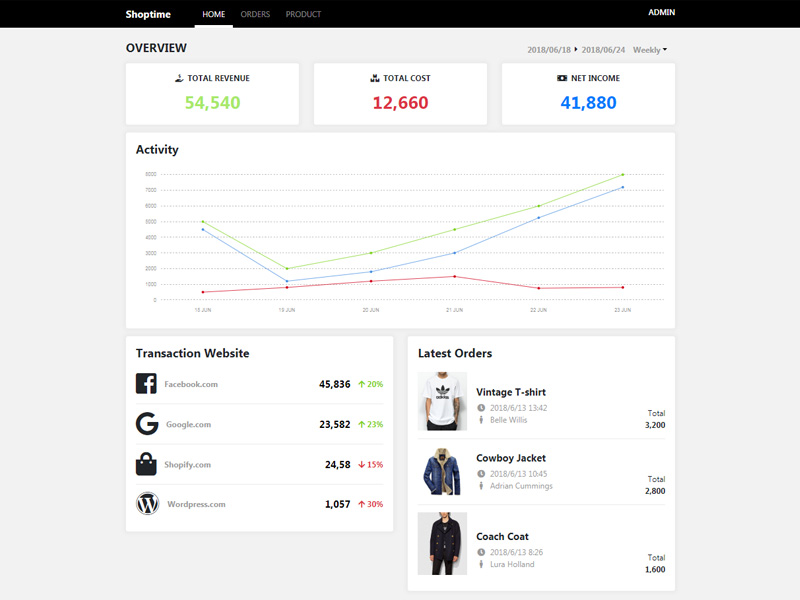 Shoptime HOME ORDERS PRODUCT ADMIN
OVERVIEW 2018/06/18 2018/06/24 Weekly
TOTAL REVENUE
54,540
TOTAL COST
12,660
NET INCOME
41,880
Activity
8000
7000
6000
5000
4000
3000
2000
1000
0
18 JUN 19 JUN 20 JUN 21 JUN 22 JUN 23 JUN
Transaction Website
Facebook.com 45,836 20%
Google.com 23,582 23%
Shopify.com 24,58 15%
Wordpress.com 1,057 30%
Latest Orders
adidas
Vintage T-shirt
2018/6/13 13:42
Belle Willis
Total
3,200
Cowboy Jacket
2018/6/13 10:45
Adrian Cummings
Total
2,800
Coach Coat
2018/6/13 8:26
Lura Holland
Total
1,600